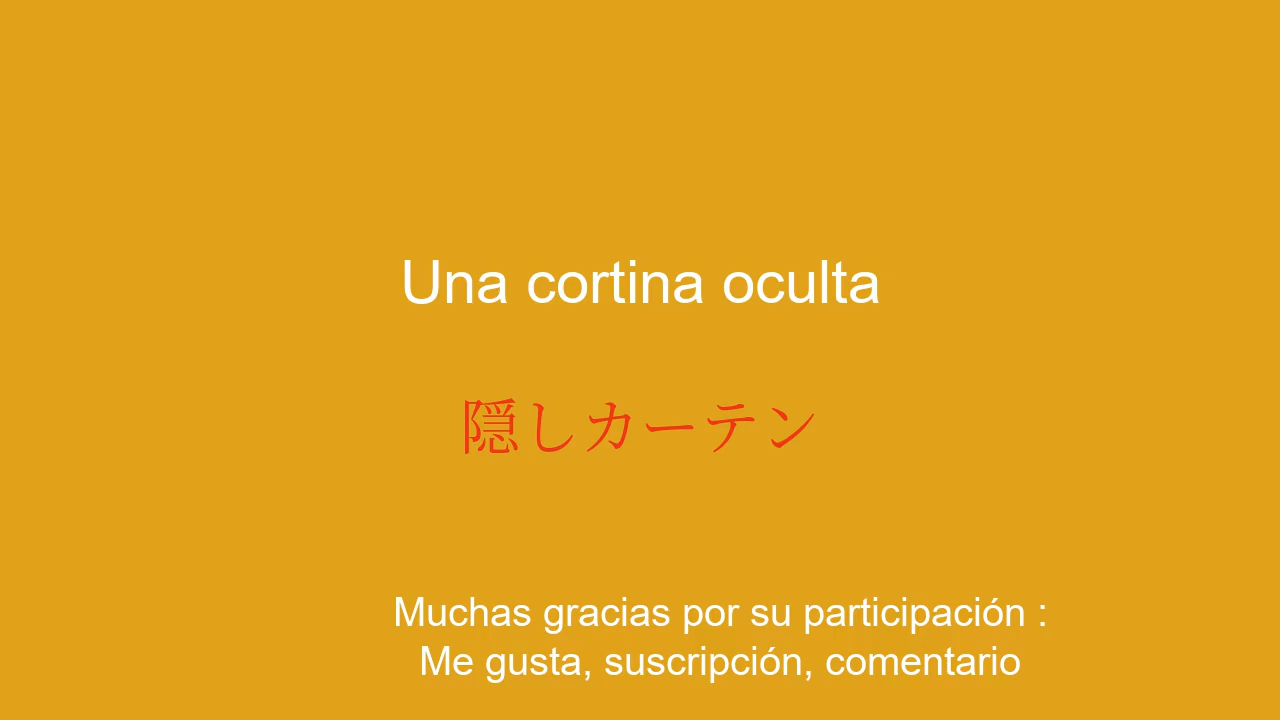 Una cortina oculta
隠しカーテン
Muchas gracias por su participación :
Me gusta, suscripción, comentario